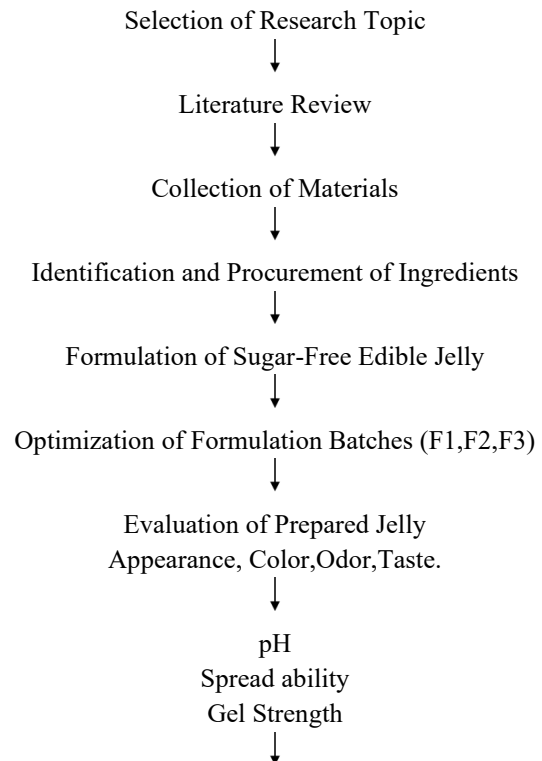 Selection of Research Topic
Literature Review
Collection of Materials
Identification and Procurement of Ingredients
Formulation of Sugar-Free Edible Jelly
Optimization of Formulation Batches (F1,F2,F3)
Evaluation of Prepared Jelly
Appearance, Color,Odor,Taste.
pH
Spread ability
Gel Strength